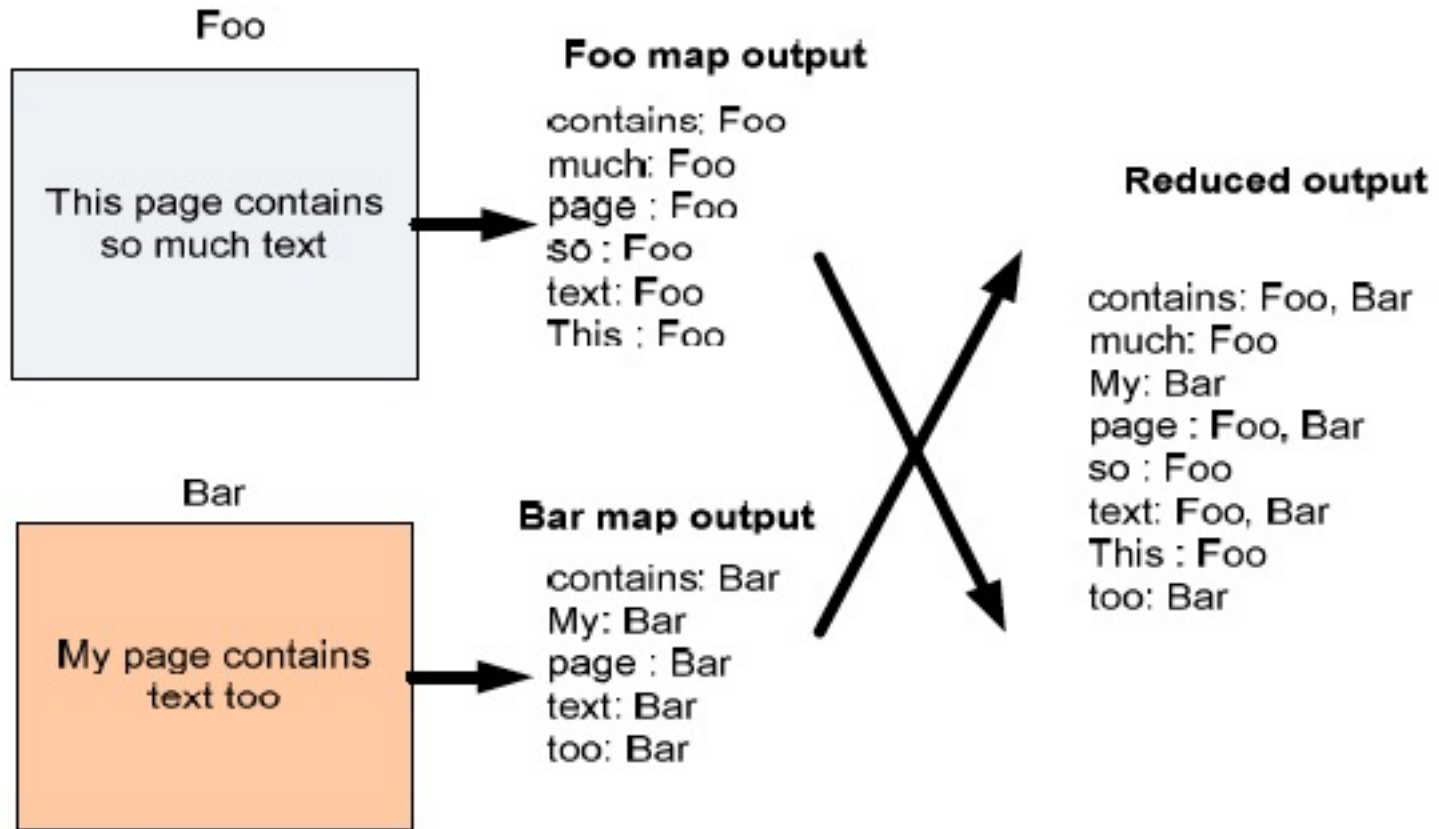 Foo
This page contains
so much text
Foo map output
contains: Foo
much: Foo
page : Foo
so : Foo
text: Foo
This : Foo
Bar
My page contains
text too
Bar map output
contains: Bar
My: Bar
page : Bar
text: Bar
too: Bar
Reduced output
contains: Foo, Bar
much: Foo
My: Bar
page : Foo, Bar
so : Foo
text: Foo, Bar
This : Foo
too: Bar